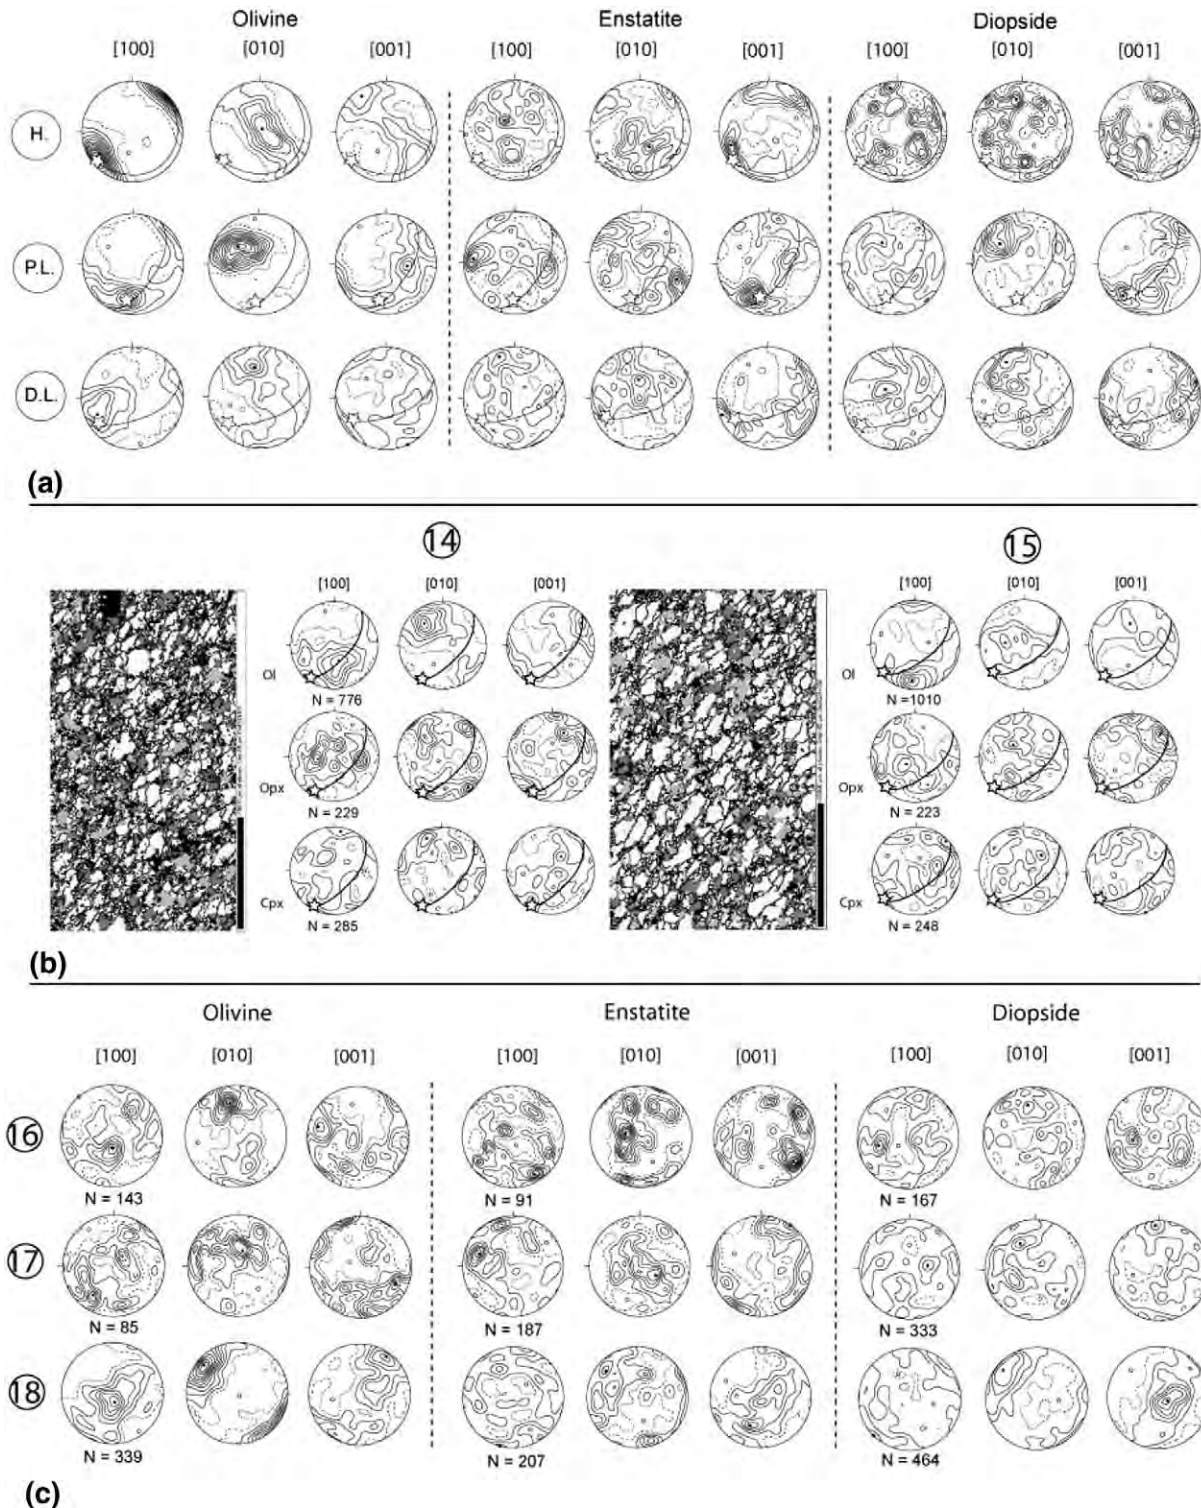 Olivine Enstatite Diopside
[100] [010] [001] [100] [010] [001] [100] [010] [001]
H.
P.L.
D.L.
(a)
14 15
[100] [010] [001] [100] [010] [001]
Ol Ol
N = 776 N =1010
Opx Opx
N = 229 N = 223
Cpx Cpx
N = 285 N = 248
(b)
Olivine Enstatite Diopside
[100] [010] [001] [100] [010] [001] [100] [010] [001]
16
N = 143 N = 91 N = 167
17
N = 85 N = 187 N = 333
18
N = 339 N = 207 N = 464
(c)